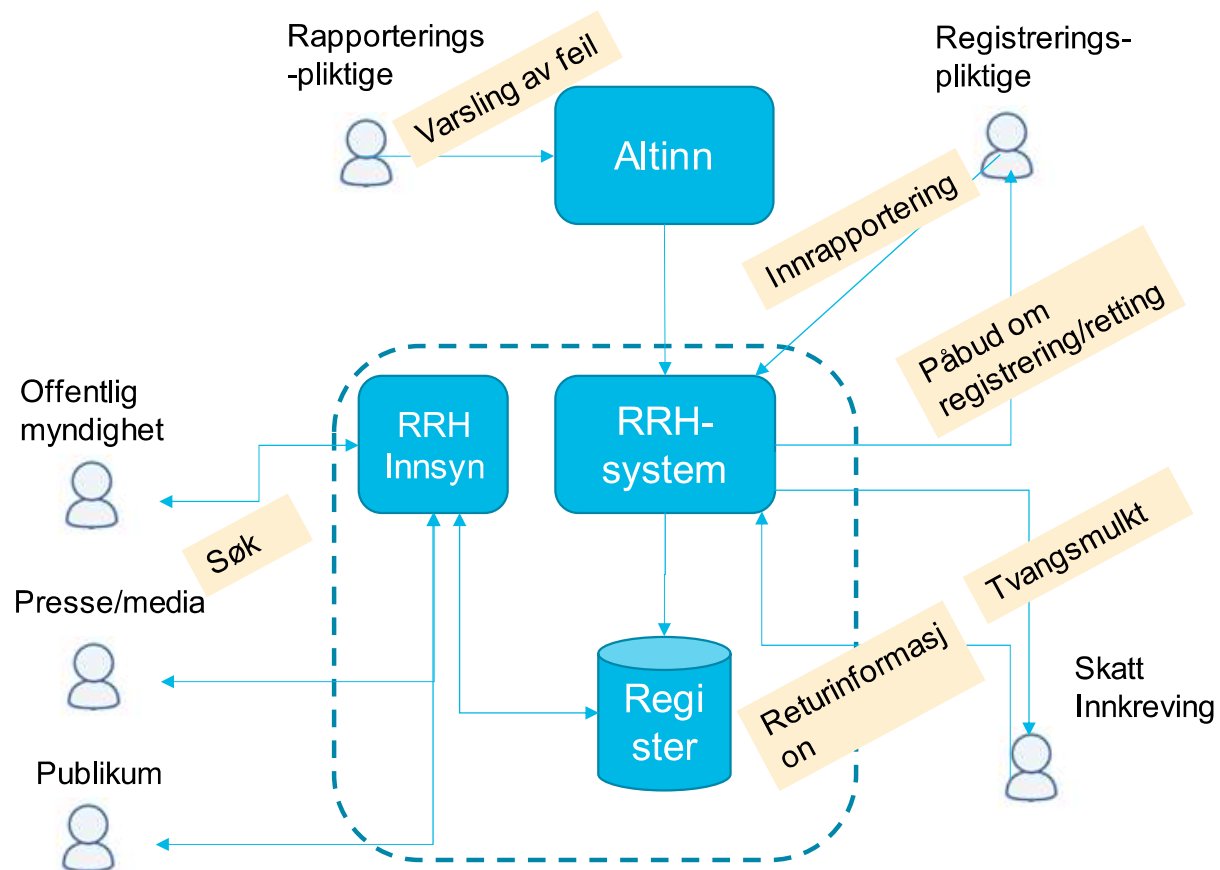 Rapporterings
-pliktige
Varsling av feil
Altinn
Registrerings-
pliktige
Innrapportering
Påbud om
registrering/retting
Offentlig
myndighet
RRH
Innsyn
RRH-
system
Søk
Tvangsmulkt
Presse/media
Returinformasj
on
Regi
ster
Skatt
Innkreving
Publikum